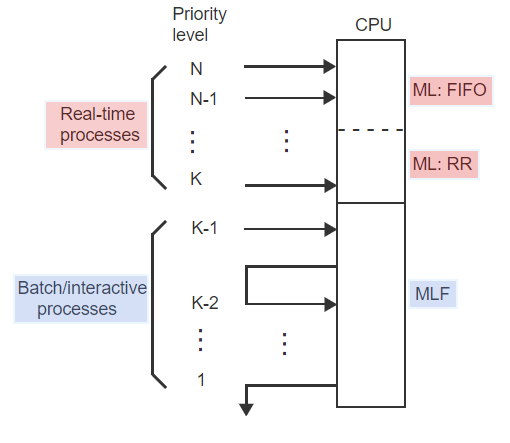 Priority
level
CPU
N
N-1
ML: FIFO
Real-time
processes
ML: RR
K
K-1
Batch/interactive
processes
K-2
MLF
1